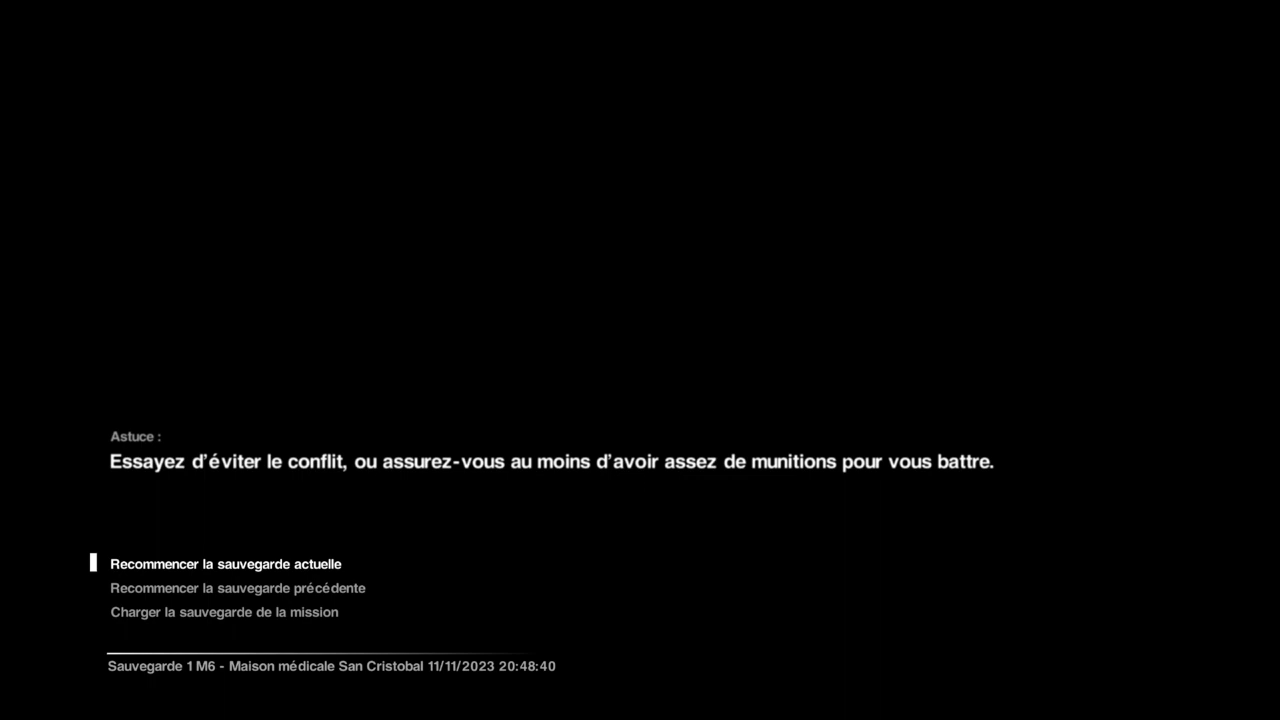 Astuce :
Essayez d’éviter le conflit, ou assurez-vous au moins d’avoir assez de munitions pour vous battre.
Recommencer la sauvegarde actuelle
Recommencer la sauvegarde précédente
Charger la sauvegarde de la mission
Sauvegarde 1 M6 - Maison médicale San Cristobal 11/11/2023 20:48:40